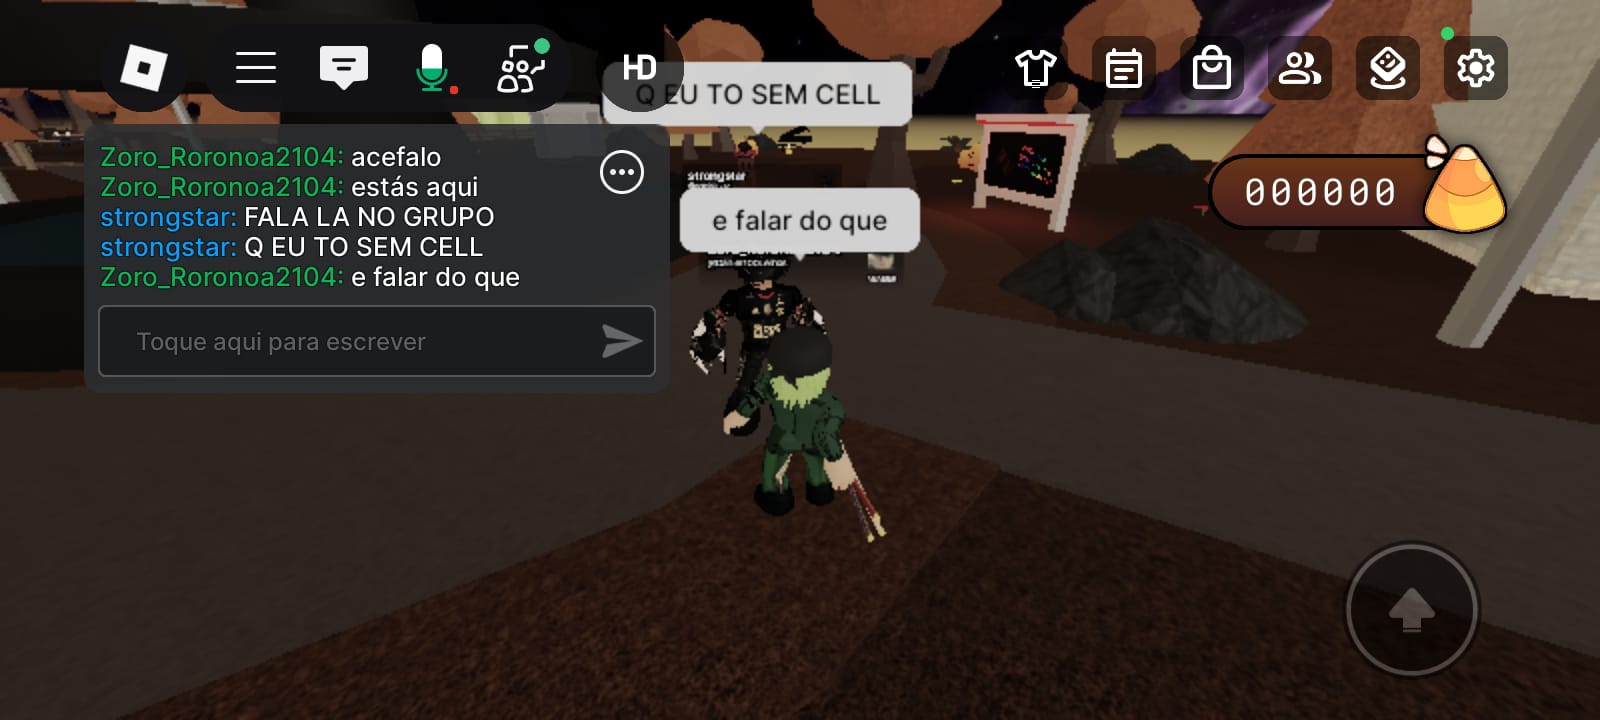 HD
Q EU TO SEM CELL
Zoro_Roronoa2104: acefalo
Zoro_Roronoa2104: estás aqui
strongstar: FALA LA NO GRUPO
strongstar: Q EU TO SEM CELL
Zoro_Roronoa2104: e falar do que
Toque aqui para escrever
strongstar
e falar do que
000000